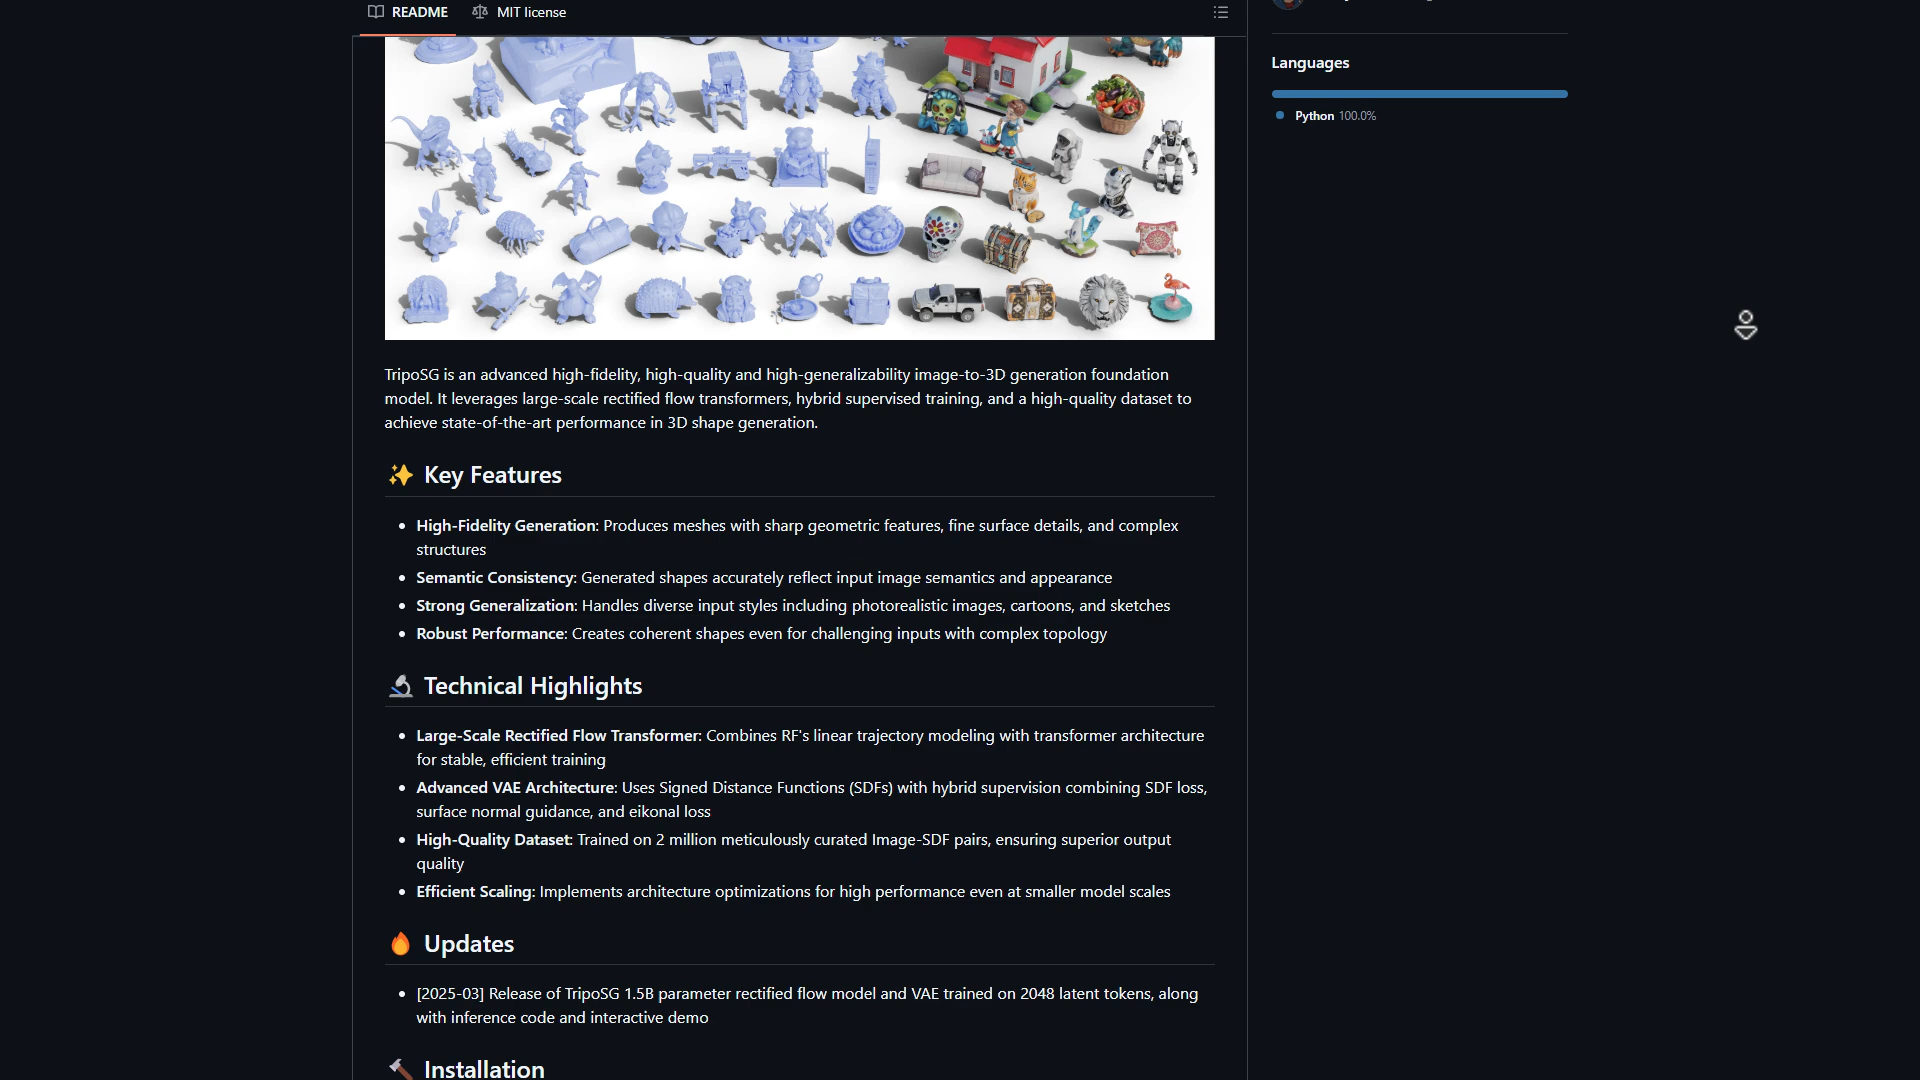 README
MIT license
Languages
Python 100.0%
TripoSG is an advanced high-fidelity, high-quality and high-generalizability image-to-3D generation foundation
model. It leverages large-scale rectified flow transformers, hybrid supervised training, and a high-quality dataset to
achieve state-of-the-art performance in 3D shape generation.
✨ Key Features
• High-Fidelity Generation: Produces meshes with sharp geometric features, fine surface details, and complex
structures
• Semantic Consistency: Generated shapes accurately reflect input image semantics and appearance
• Strong Generalization: Handles diverse input styles including photorealistic images, cartoons, and sketches
• Robust Performance: Creates coherent shapes even for challenging inputs with complex topology
🔬 Technical Highlights
• Large-Scale Rectified Flow Transformer: Combines RF's linear trajectory modeling with transformer architecture
for stable, efficient training
• Advanced VAE Architecture: Uses Signed Distance Functions (SDFs) with hybrid supervision combining SDF loss,
surface normal guidance, and eikonal loss
• High-Quality Dataset: Trained on 2 million meticulously curated Image-SDF pairs, ensuring superior output
quality
• Efficient Scaling: Implements architecture optimizations for high performance even at smaller model scales
🔥 Updates
• [2025-03] Release of TripoSG 1.5B parameter rectified flow model and VAE trained on 2048 latent tokens, along
with inference code and interactive demo
🔨 Installation